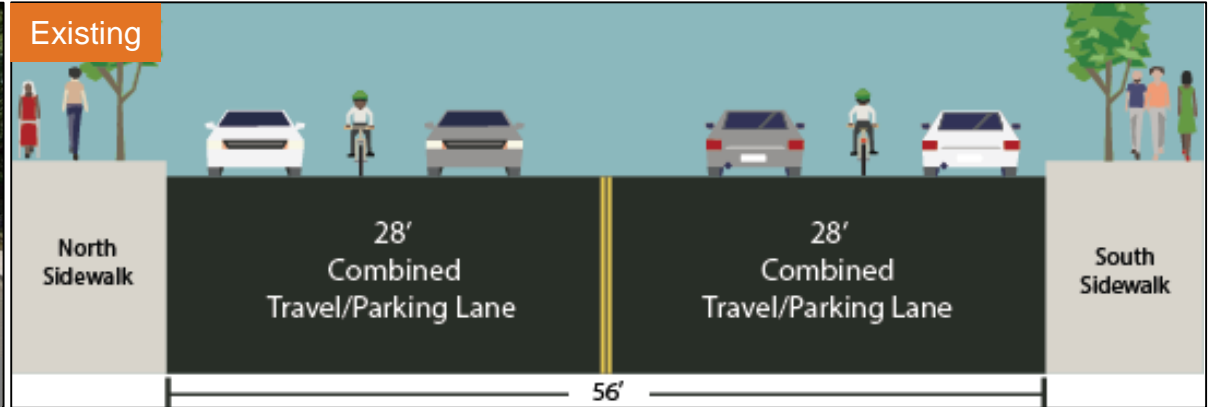 Existing
North
Sidewalk
28′
Combined
Travel/Parking Lane
28′
Combined
Travel/Parking Lane
South
Sidewalk
56′